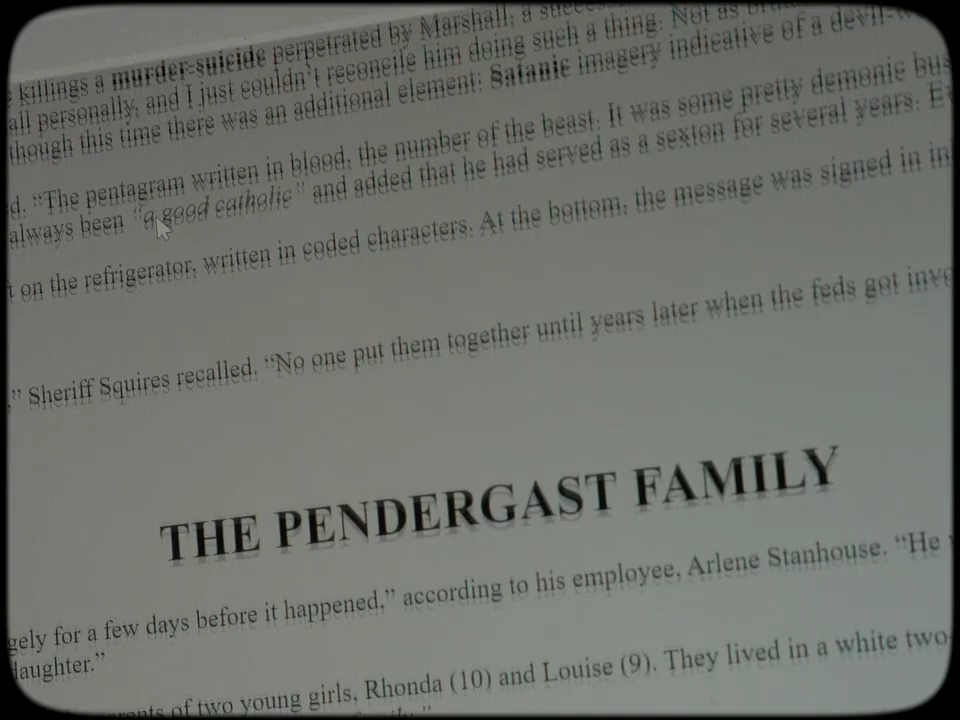 killings a murder-suicide perpetrated by Marshall, a
all personally, and I just couldn't reconcile him doing such a thing. Not as
though this time there was an additional element: Satanic imagery indicative of a devil-
d. “The pentagram written in blood, the number of the beast. It was some pretty demonic bus
always been “a good catholic” and added that he had served as a sexton for several years. E
t on the refrigerator, written in coded characters. At the bottom, the message was signed in in
,” Sheriff Squires recalled. “No one put them together until years later when the feds got invo
THE PENDERGAST FAMILY
gely for a few days before it happened,” according to his employee, Arlene Stanhouse. “He
daughter.”
of two young girls, Rhonda (10) and Louise (9). They lived in a white two